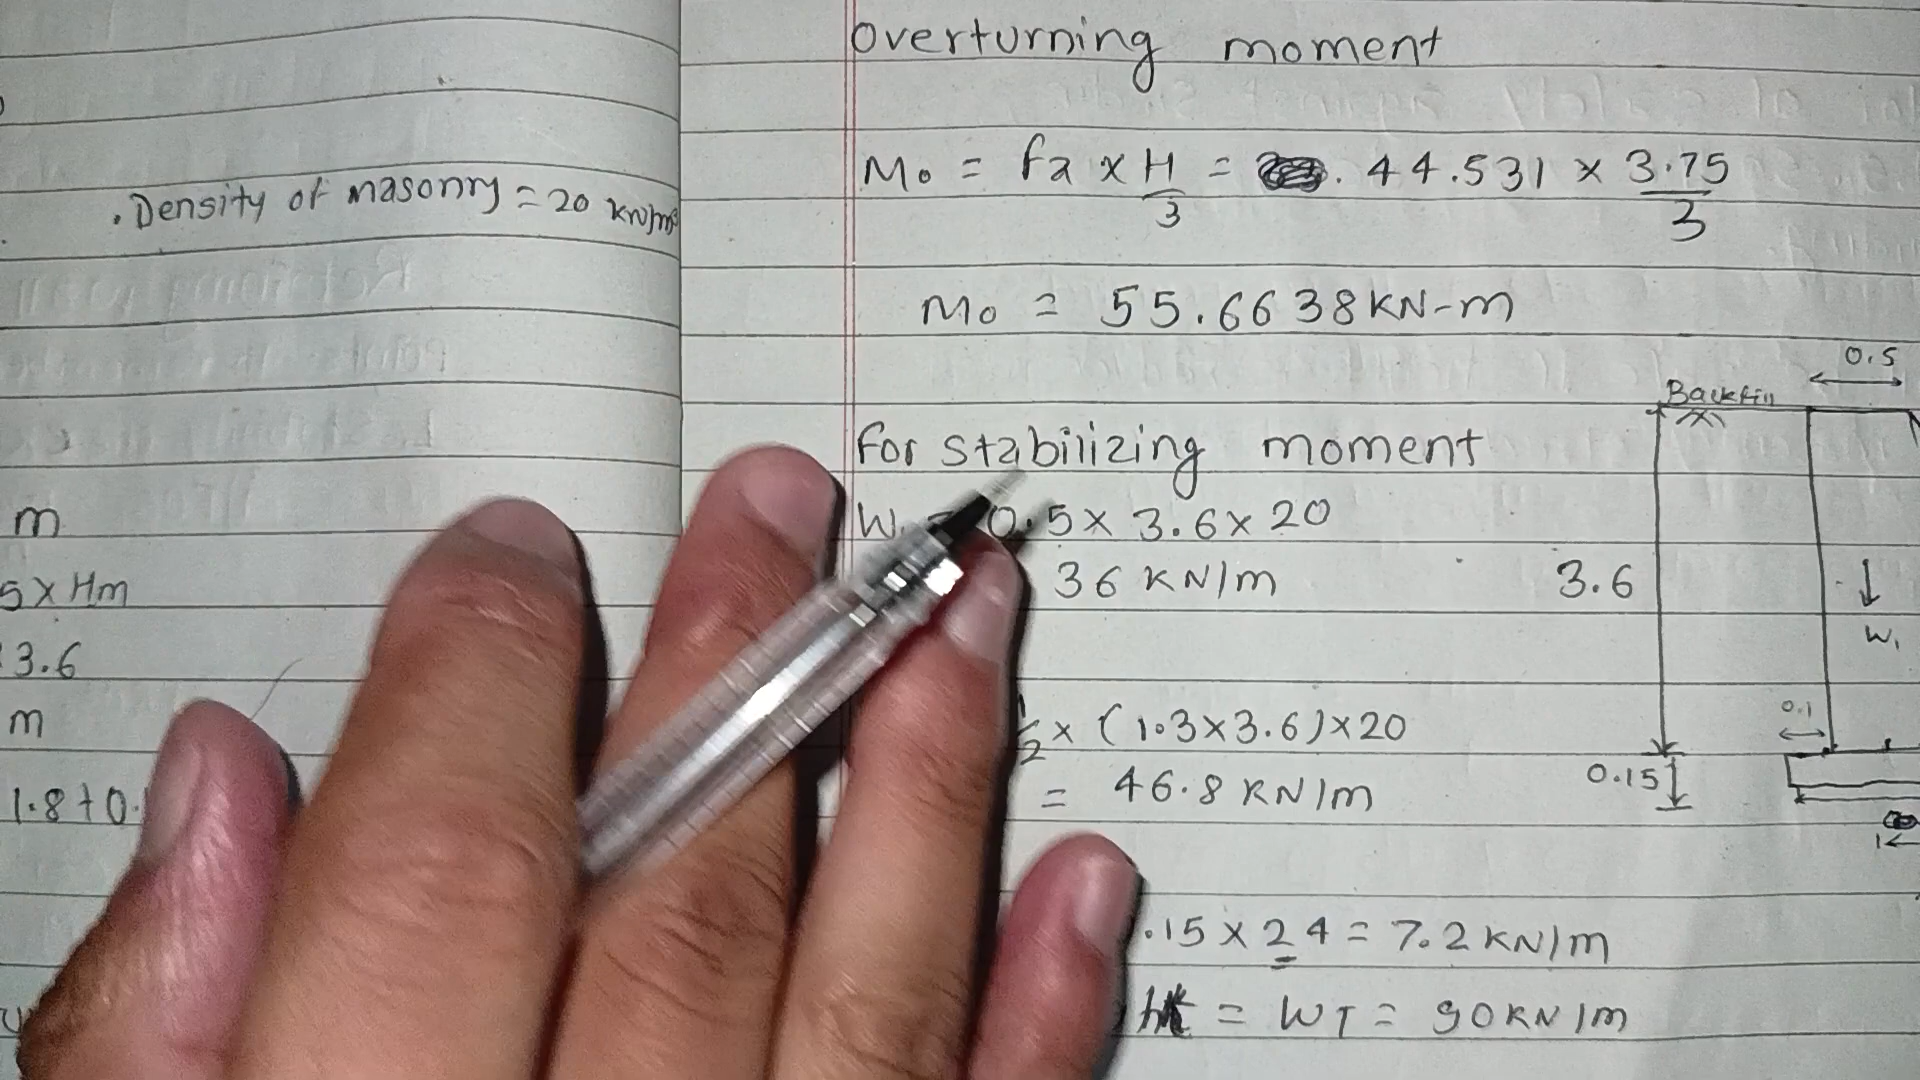 . Density of masonry = 20 kN/m³
m
5 x Hm
3.6
m
1.8 + 0.
overturning moment
Mo = fa x H/3 = . 44.531 x 3.75/3
Mo = 55.6638 KN-m
For stabilizing moment
W = 0.5 x 3.6 x 20
36 KN/m
1/2 x (1.3 x 3.6) x 20
= 46.8 KN/m
.15 x 24 = 7.2 KN/m
= WT = 90 KN/m
0.5
Backfill
3.6
W1
0.1
0.15